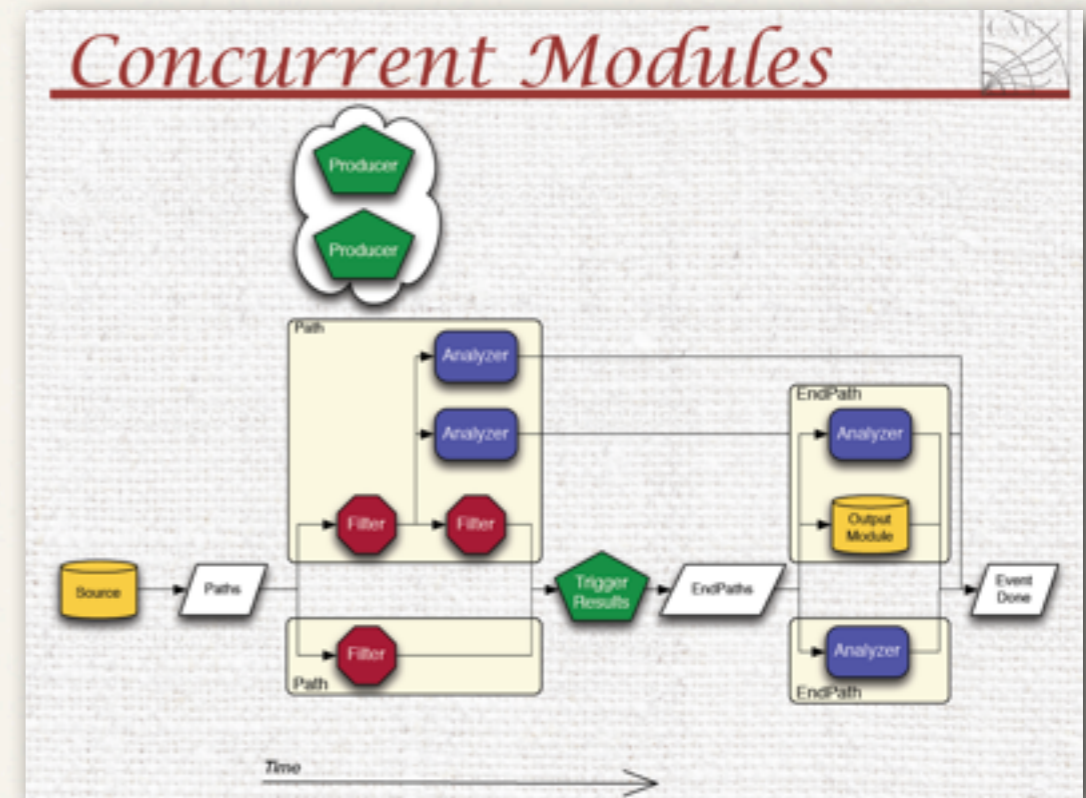 Concurrent Modules
CMS
Producer
Producer
Path
Analyzer
Analyzer
Filter
Filter
EndPath
Analyzer
Output
Module
Source
Paths
Trigger
Results
EndPaths
Event
Done
Filter
Path
Analyzer
EndPath
Time